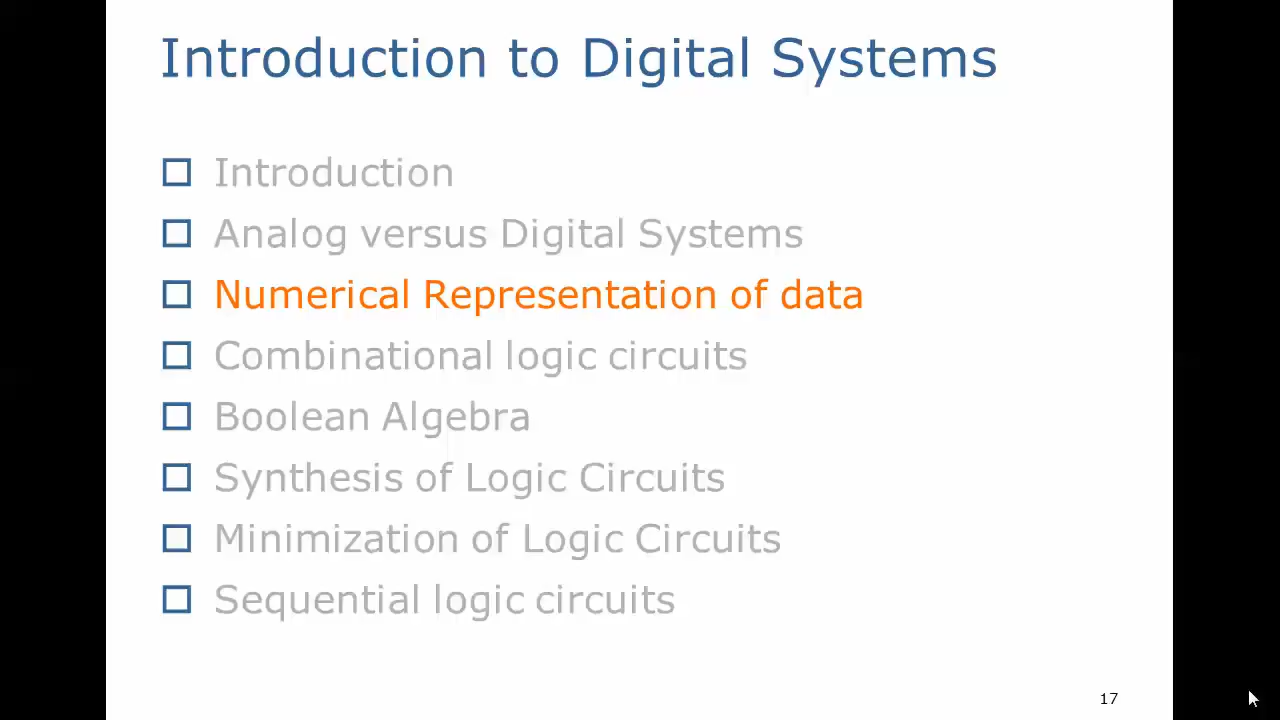 Introduction to Digital Systems
Introduction
Analog versus Digital Systems
Numerical Representation of data
Combinational logic circuits
Boolean Algebra
Synthesis of Logic Circuits
Minimization of Logic Circuits
Sequential logic circuits
17